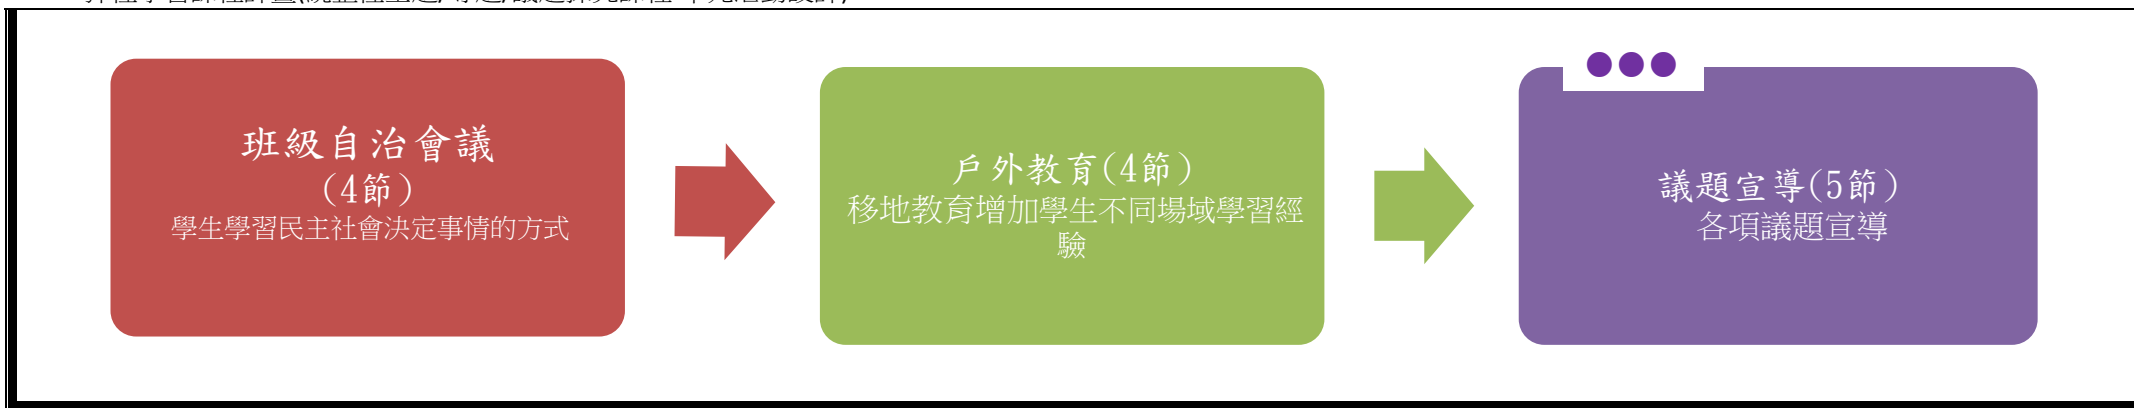 班級自治會議
(4節)
學生學習民主社會決定事情的方式
戶外教育(4節)
移地教育增加學生不同場域學習經
驗
議題宣導(5節)
各項議題宣導